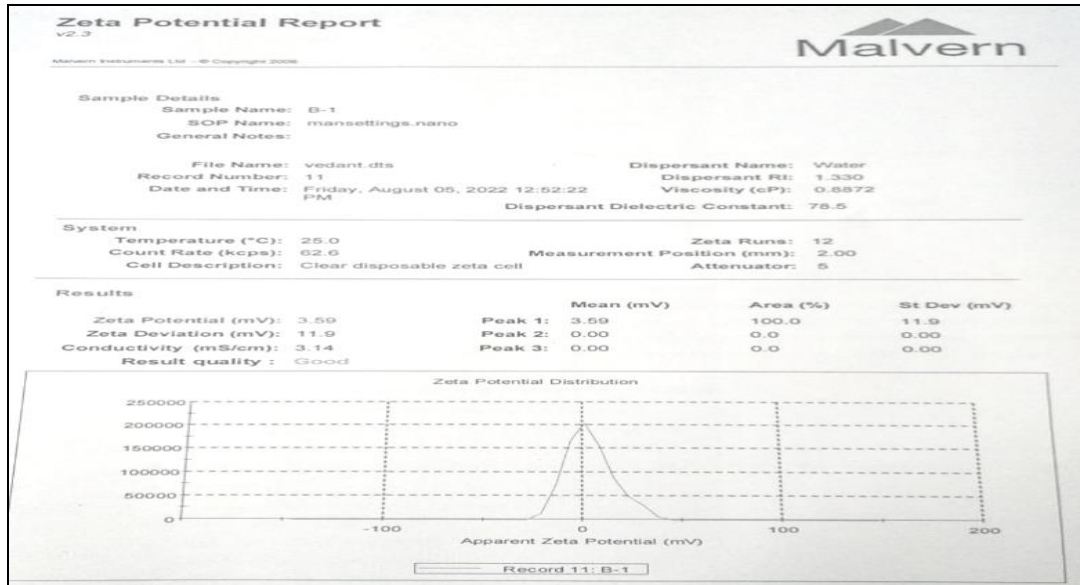 Zeta Potential Report
v2.3
Malvern
Malvern Instruments Ltd - © Copyright 2008
Sample Details
Sample Name: B-1
SOP Name: mansettings.nano
General Notes:
File Name: vedant.dts Dispersant Name: Water
Record Number: 11 Dispersant RI: 1.330
Date and Time: Friday, August 05, 2022 12:52:22 PM Viscosity (cP): 0.8872
Dispersant Dielectric Constant: 78.5
System
Temperature (°C): 25.0 Zeta Runs: 12
Count Rate (kcps): 62.6 Measurement Position (mm): 2.00
Cell Description: Clear disposable zeta cell Attenuator: 5
Results
Mean (mV) Area (%) St Dev (mV)
Zeta Potential (mV): 3.59 Peak 1: 3.59 100.0 11.9
Zeta Deviation (mV): 11.9 Peak 2: 0.00 0.0 0.00
Conductivity (mS/cm): 3.14 Peak 3: 0.00 0.0 0.00
Result quality : Good
Zeta Potential Distribution
250000
200000
150000
100000
50000
0
-100 0 100 200
Apparent Zeta Potential (mV)
Record 11: B-1